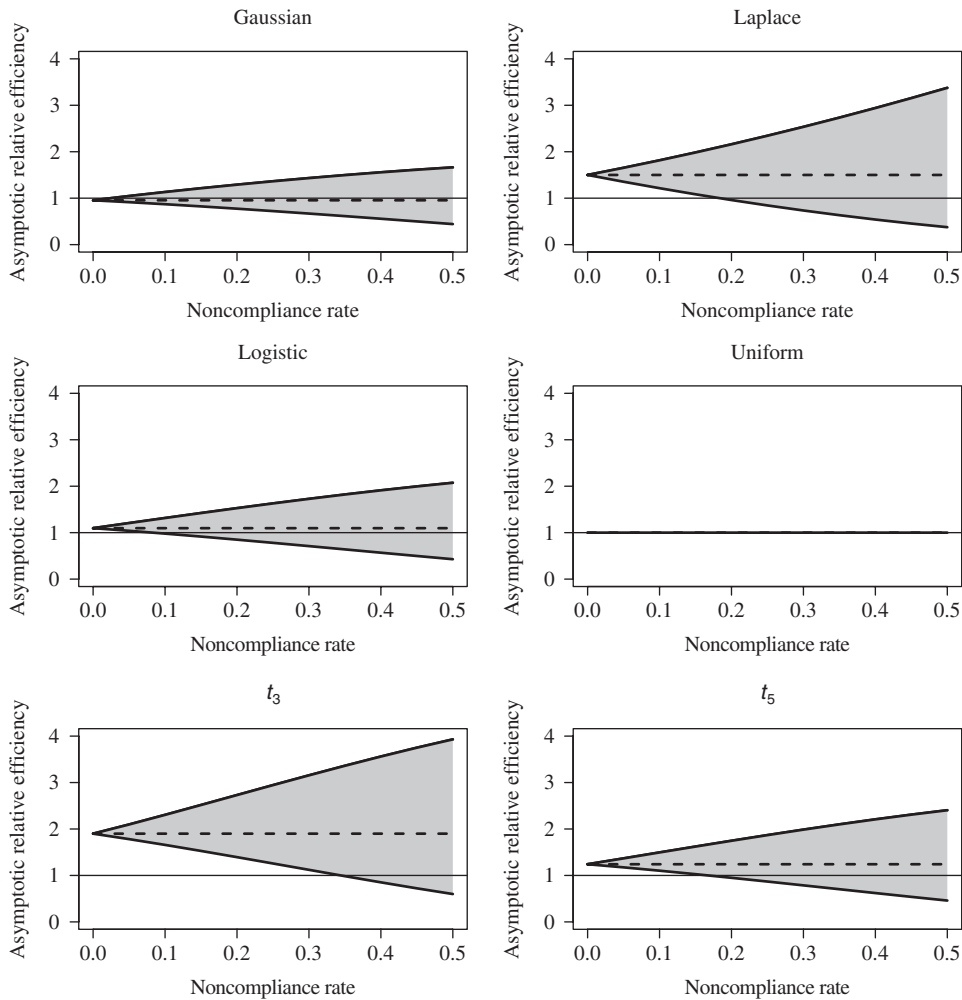 Gaussian
Asymptotic relative efficiency
4
3
2
1
0
0.0 0.1 0.2 0.3 0.4 0.5
Noncompliance rate
Laplace
Asymptotic relative efficiency
4
3
2
1
0
0.0 0.1 0.2 0.3 0.4 0.5
Noncompliance rate
Logistic
Asymptotic relative efficiency
4
3
2
1
0
0.0 0.1 0.2 0.3 0.4 0.5
Noncompliance rate
Uniform
Asymptotic relative efficiency
4
3
2
1
0
0.0 0.1 0.2 0.3 0.4 0.5
Noncompliance rate
t3
Asymptotic relative efficiency
4
3
2
1
0
0.0 0.1 0.2 0.3 0.4 0.5
Noncompliance rate
t5
Asymptotic relative efficiency
4
3
2
1
0
0.0 0.1 0.2 0.3 0.4 0.5
Noncompliance rate